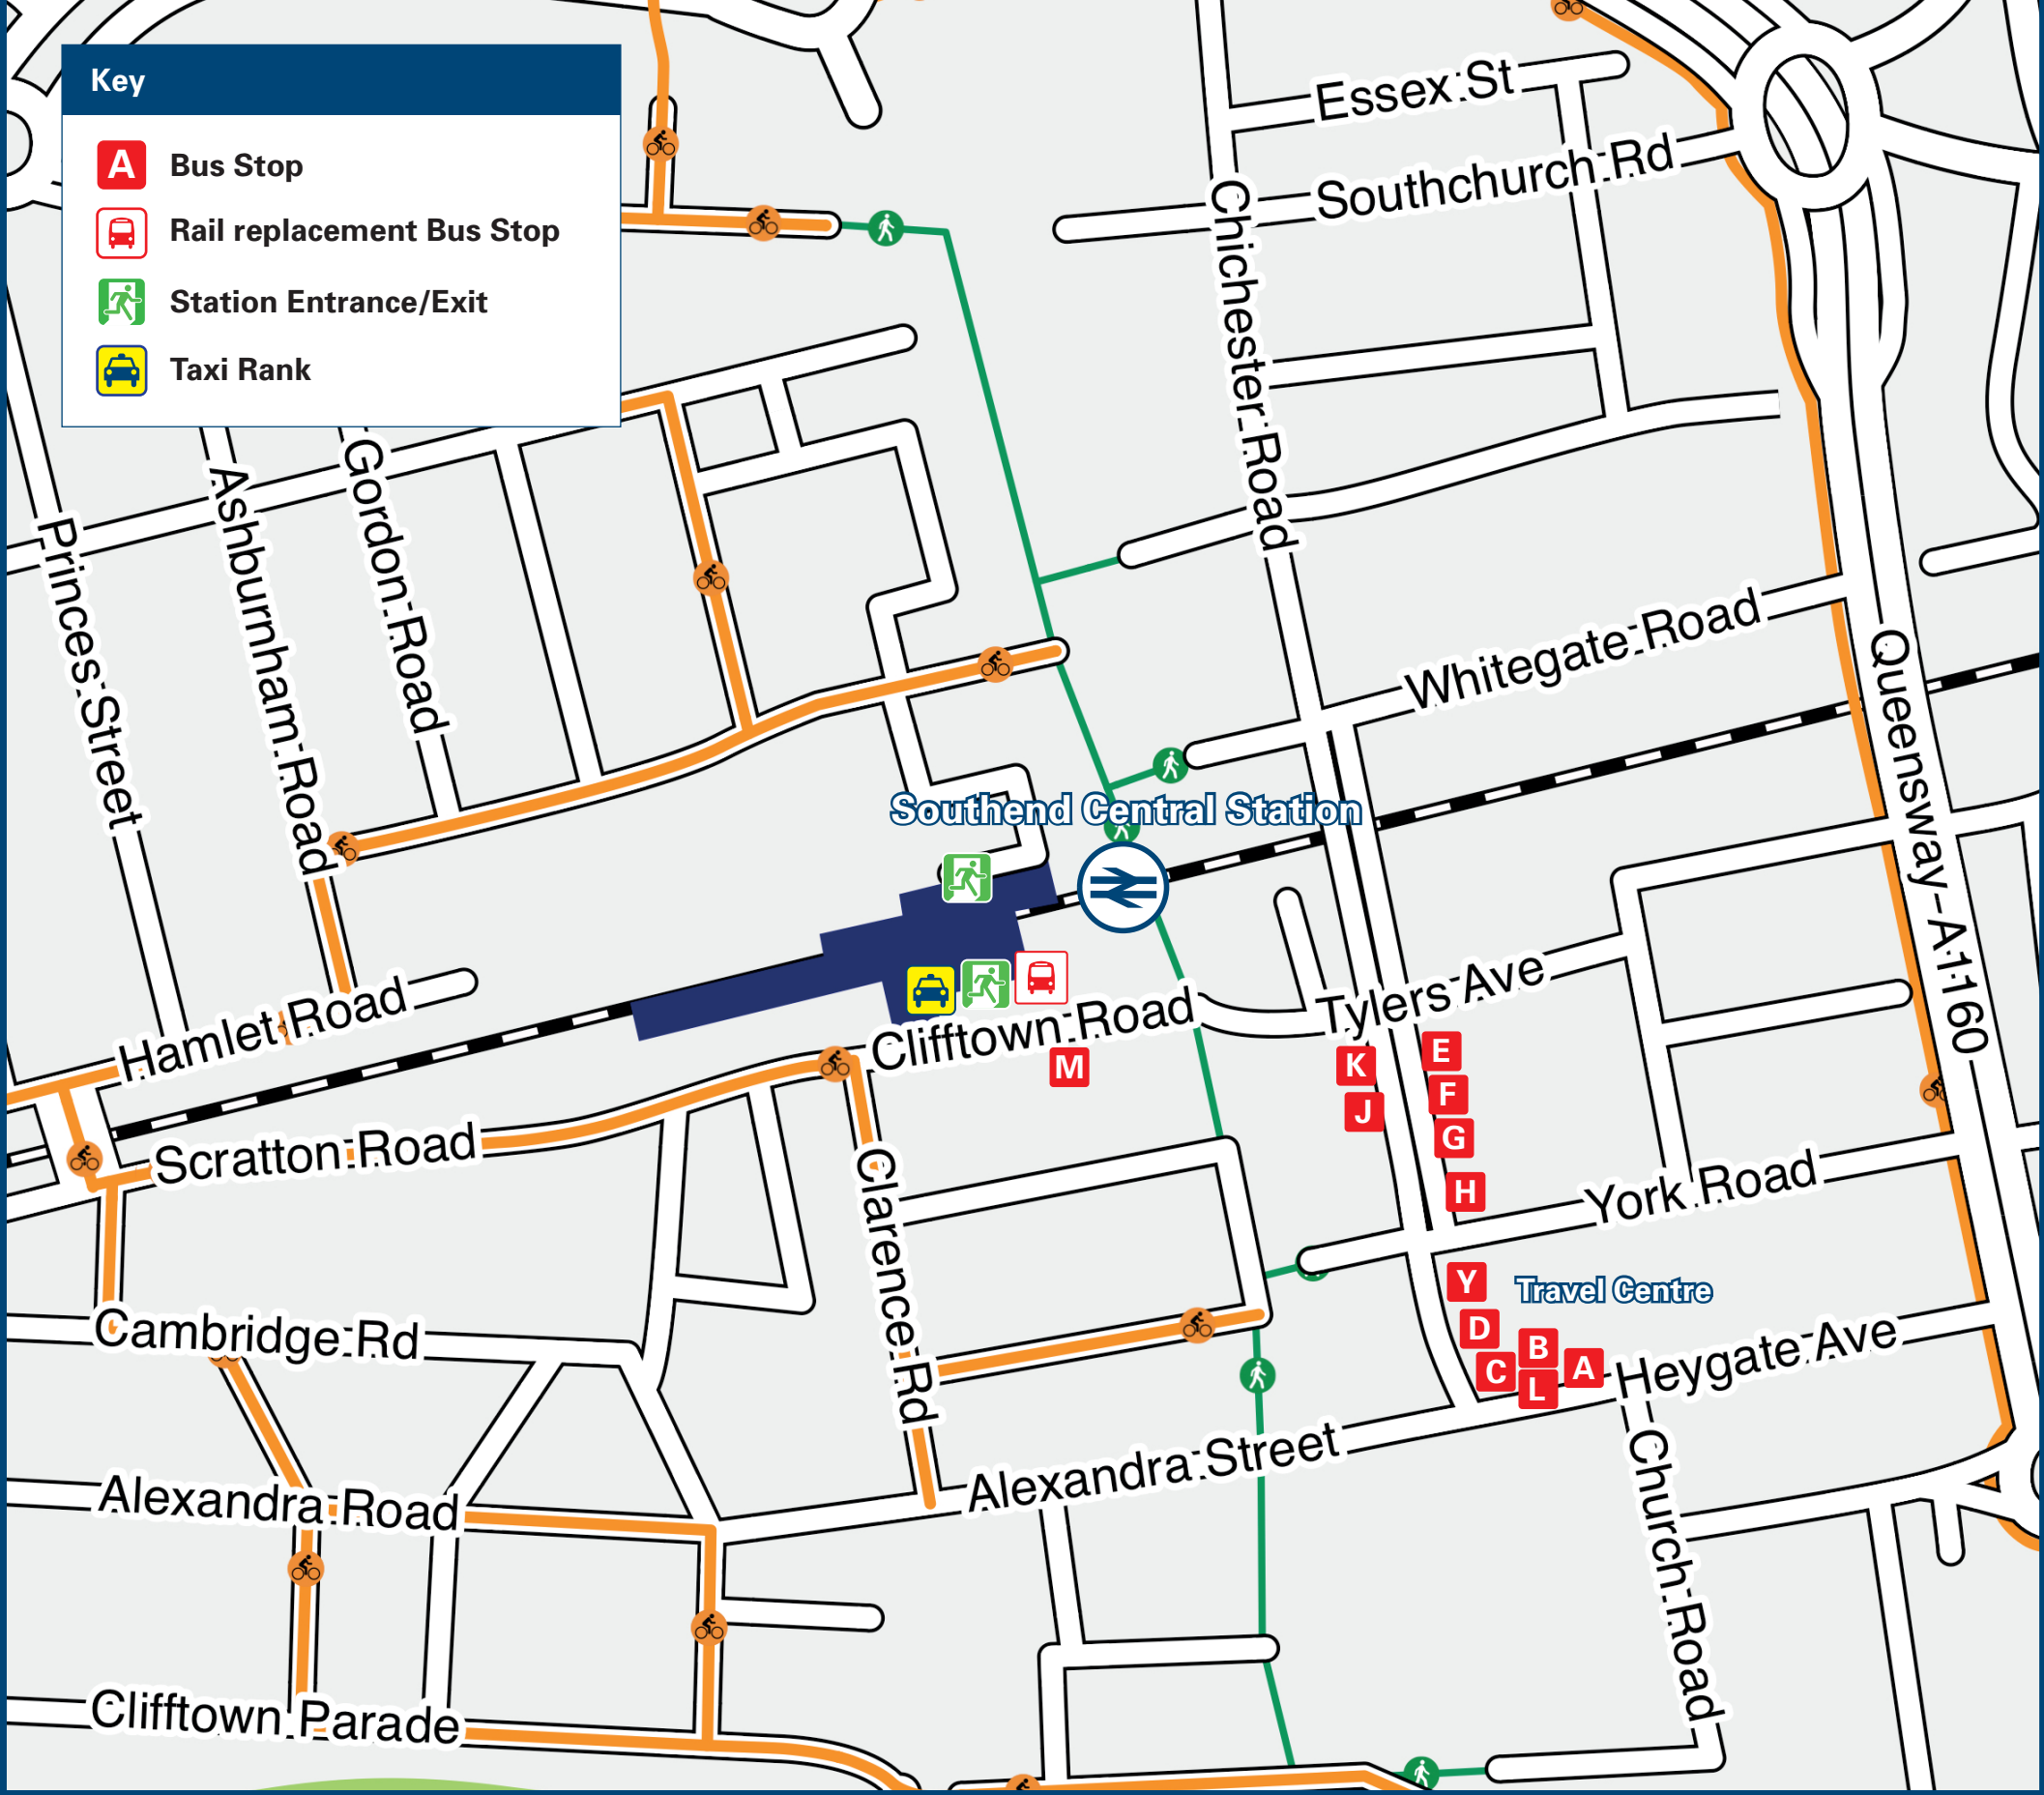 Key
A Bus Stop
Rail replacement Bus Stop
Station Entrance/Exit
Taxi Rank
Essex St
Southchurch Rd
Chichester Road
Gordon Road
Ashburnham Road
Princes Street
Whitegate Road
Queensway A1160
Southend Central Station
Hamlet Road
Tylers Ave
Clifftown Road
M
K
J
E
F
G
H
Scratton Road
Clarence Rd
York Road
Y
Travel Centre
D
B
C
A
L
Heygate Ave
Cambridge Rd
Alexandra Street
Alexandra Road
Church Road
Clifftown Parade